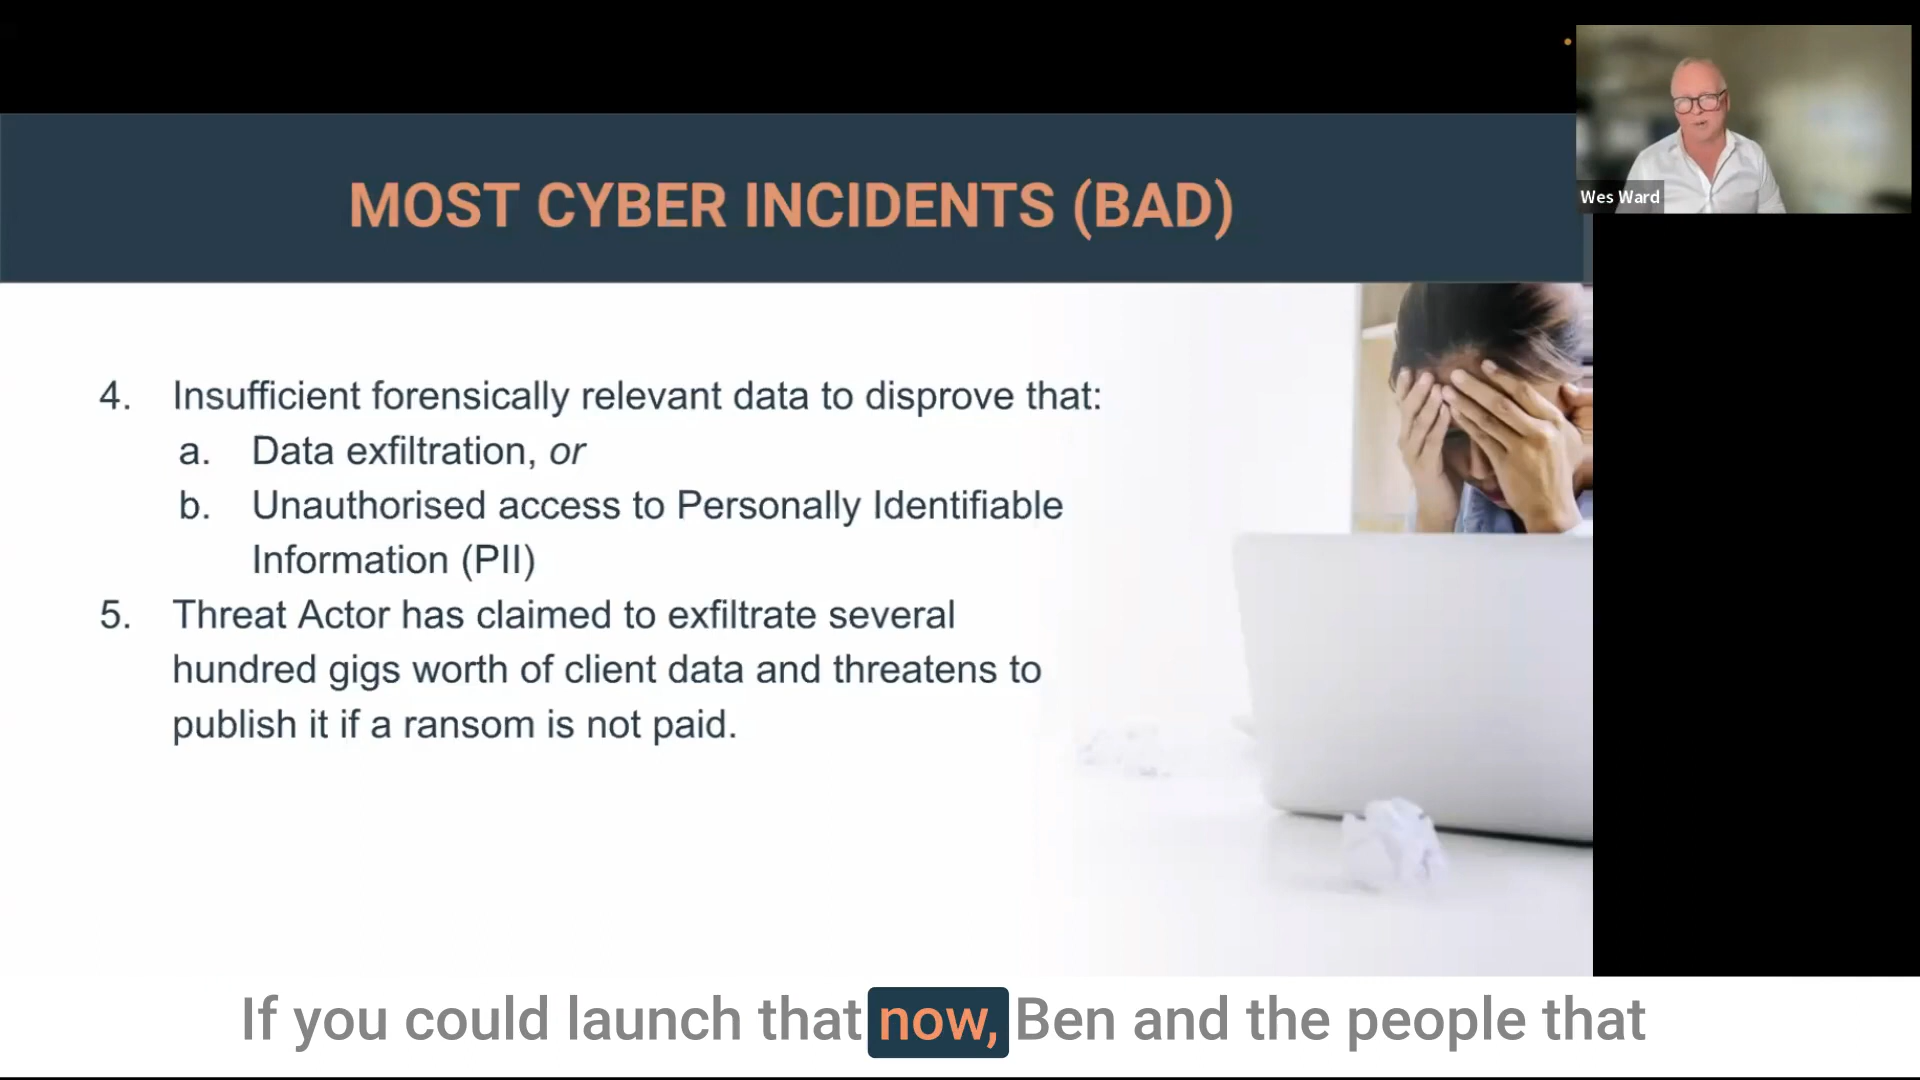 Wes Ward
MOST CYBER INCIDENTS (BAD)
4. Insufficient forensically relevant data to disprove that:
a. Data exfiltration, or
b. Unauthorised access to Personally Identifiable
Information (PII)
5. Threat Actor has claimed to exfiltrate several
hundred gigs worth of client data and threatens to
publish it if a ransom is not paid.
If you could launch that now, Ben and the people that